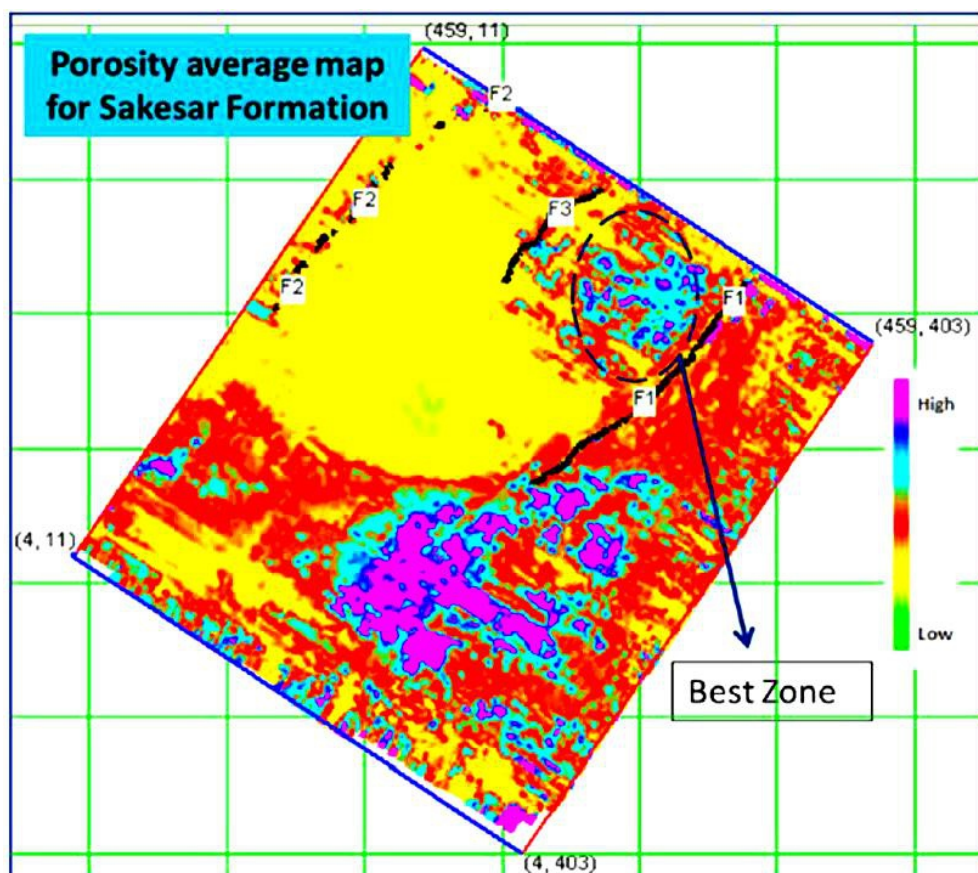 (459, 11)
Porosity average map
for Sakesar Formation
F2
F2
F3
F2
F1
(459, 403)
F1
High
(4, 11)
Low
Best Zone
(4, 403)